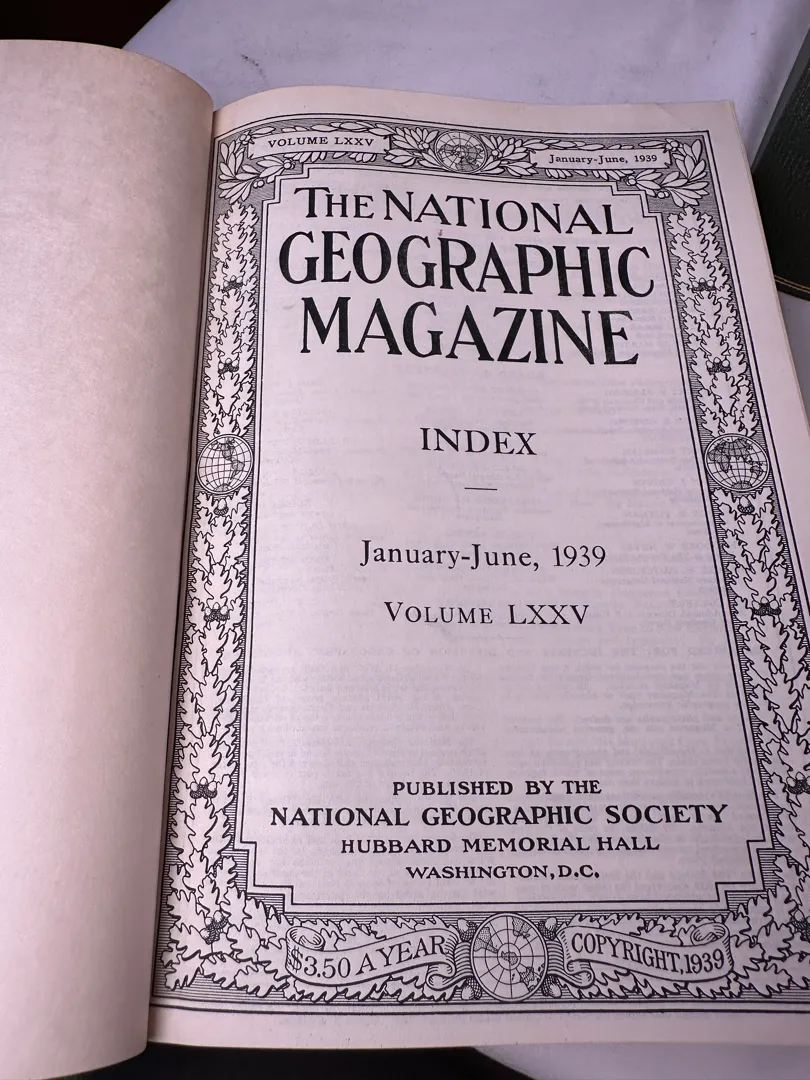 VOLUME LXXV
January-June, 1939
THE NATIONAL
GEOGRAPHIC
MAGAZINE
INDEX
January-June, 1939
VOLUME LXXV
PUBLISHED BY THE
NATIONAL GEOGRAPHIC SOCIETY
HUBBARD MEMORIAL HALL
WASHINGTON, D.C.
$3.50 A YEAR
COPYRIGHT, 1939